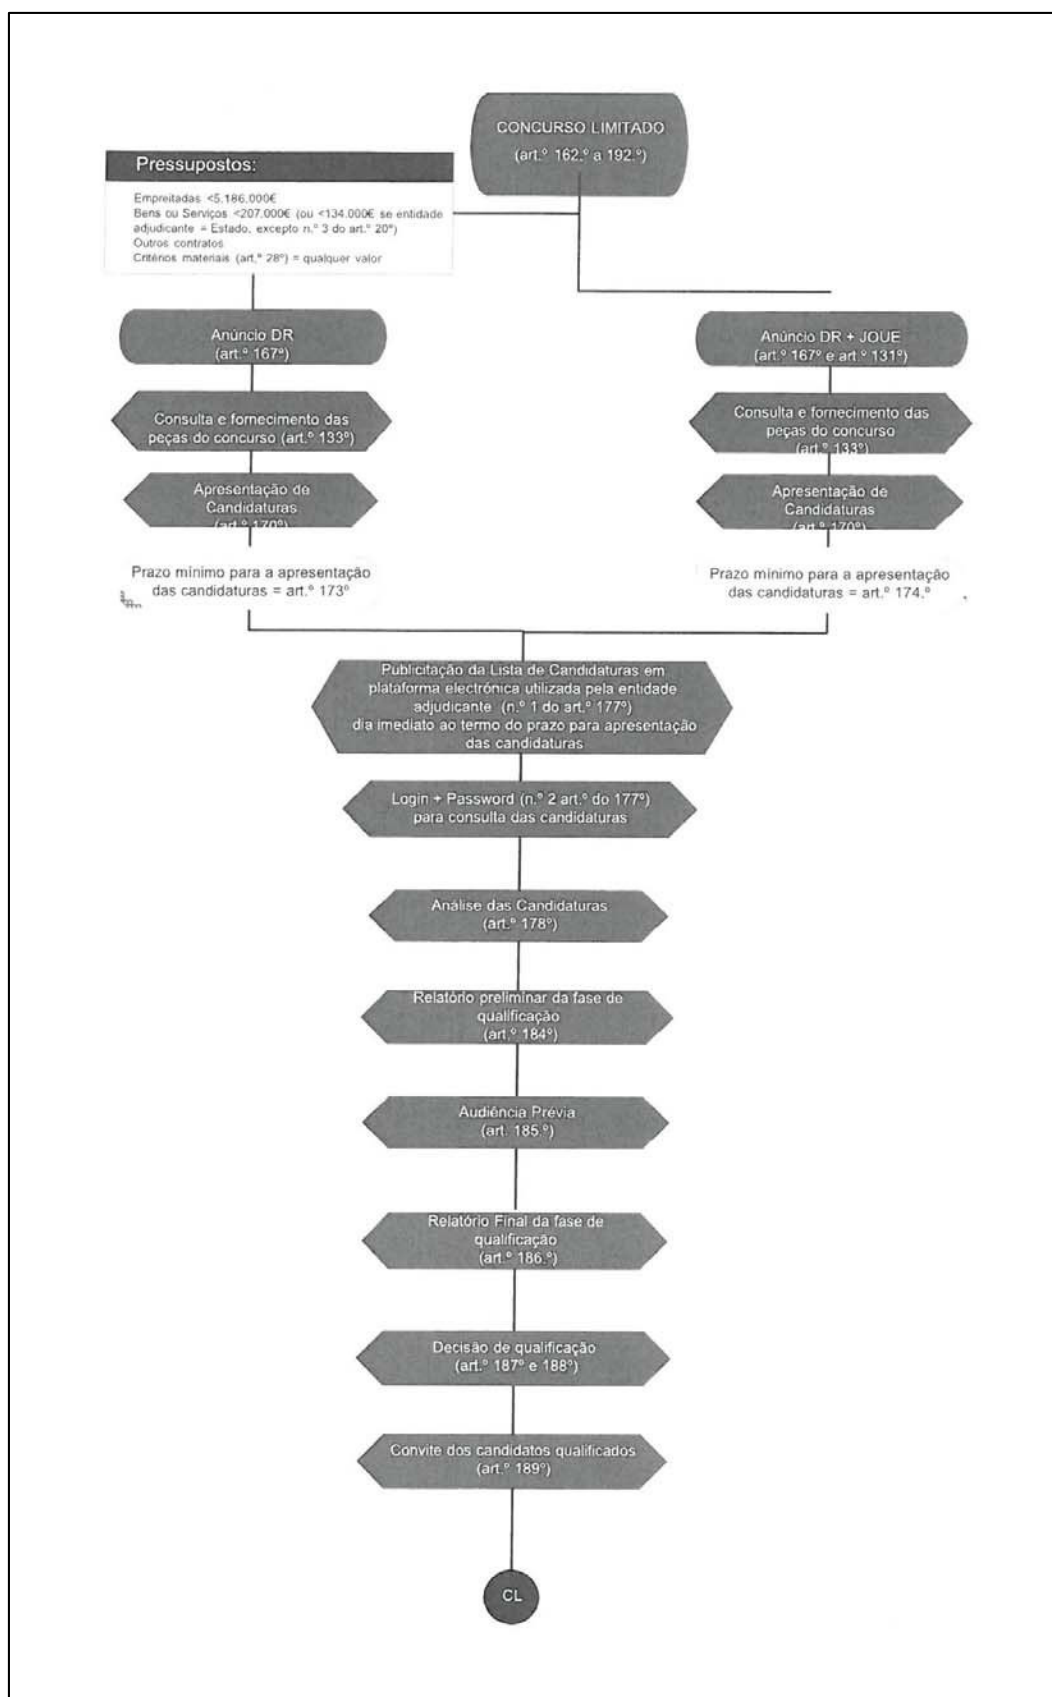 CONCURSO LIMITADO
(art.º 162.º a 192.º)
Pressupostos:
Empreitadas <5.186.000€
Bens ou Serviços <207.000€ (ou <134.000€ se entidade
adjudicante = Estado, excepto n.º 3 do art.º 20º)
Outros contratos
Critérios materiais (art.º 28º) = qualquer valor
Anúncio DR
(art.º 167º)
Consulta e fornecimento das
peças do concurso (art.º 133º)
Apresentação de
Candidaturas
(art.º 170º)
Prazo mínimo para a apresentação
das candidaturas = art.º 173º
Anúncio DR + JOUE
(art.º 167º e art.º 131º)
Consulta e fornecimento das
peças do concurso
(art.º 133º)
Apresentação de
Candidaturas
(art.º 170º)
Prazo mínimo para a apresentação
das candidaturas = art.º 174.º
Publicitação da Lista de Candidaturas em
plataforma electrónica utilizada pela entidade
adjudicante (n.º 1 do art.º 177º)
dia imediato ao termo do prazo para apresentação
das candidaturas
Login + Password (n.º 2 art.º do 177º)
para consulta das candidaturas
Análise das Candidaturas
(art.º 178º)
Relatório preliminar da fase de
qualificação
(art.º 184º)
Audiência Prévia
(art. 185.º)
Relatório Final da fase de
qualificação
(art.º 186.º)
Decisão de qualificação
(art.º 187º e 188º)
Convite dos candidatos qualificados
(art.º 189º)
CL